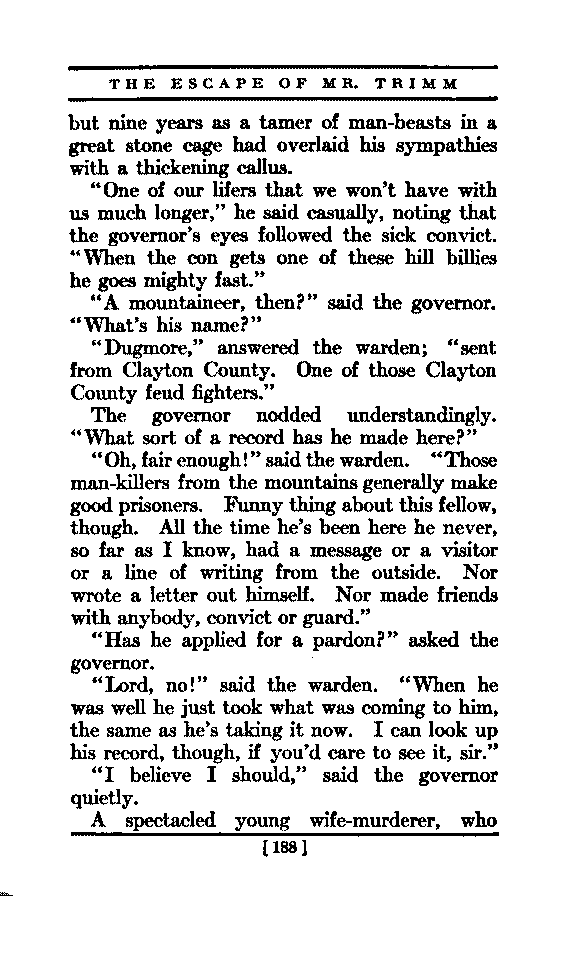 THE ESCAPE OF MR. TRIMM
but nine years as a tamer of man-beasts in a
great stone cage had overlaid his sympathies
with a thickening callus.
"One of our lifers that we won't have with
us much longer," he said casually, noting that
the governor's eyes followed the sick convict.
"When the con gets one of these hill billies
he goes mighty fast."
"A mountaineer, then?" said the governor.
"What's his name?"
"Dugmore," answered the warden; "sent
from Clayton County. One of those Clayton
County feud fighters."
The governor nodded understandingly.
"What sort of a record has he made here?"
"Oh, fair enough!" said the warden. "Those
man-killers from the mountains generally make
good prisoners. Funny thing about this fellow,
though. All the time he's been here he never,
so far as I know, had a message or a visitor
or a line of writing from the outside. Nor
wrote a letter out himself. Nor made friends
with anybody, convict or guard."
"Has he applied for a pardon?" asked the
governor.
"Lord, no!" said the warden. "When he
was well he just took what was coming to him,
the same as he's taking it now. I can look up
his record, though, if you'd care to see it, sir."
"I believe I should," said the governor
quietly.
A spectacled young wife-murderer, who
[188]